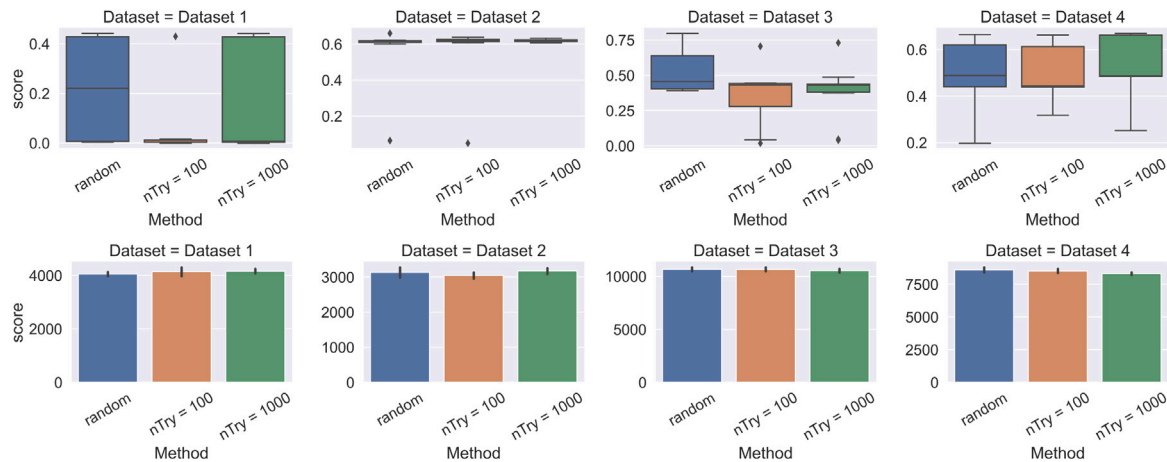 Dataset = Dataset 1
Dataset = Dataset 2
Dataset = Dataset 3
Dataset = Dataset 4
score
0.4
0.2
0.0
0.6
0.4
0.2
0.75
0.50
0.25
0.00
0.6
0.4
0.2
random
nTry = 100
nTry = 1000
random
nTry = 100
nTry = 1000
random
nTry = 100
nTry = 1000
random
nTry = 100
nTry = 1000
Method
Method
Method
Method
Dataset = Dataset 1
Dataset = Dataset 2
Dataset = Dataset 3
Dataset = Dataset 4
score
4000
2000
0
3000
2000
1000
0
10000
5000
0
7500
5000
2500
0
random
nTry = 100
nTry = 1000
random
nTry = 100
nTry = 1000
random
nTry = 100
nTry = 1000
random
nTry = 100
nTry = 1000
Method
Method
Method
Method